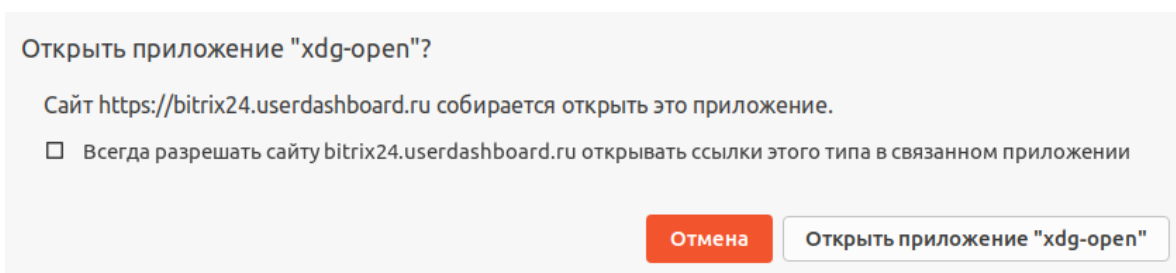 Открыть приложение "xdg-open"?
Сайт https://bitrix24.userdashboard.ru собирается открыть это приложение.
Всегда разрешать сайту bitrix24.userdashboard.ru открывать ссылки этого типа в связанном приложении
Отмена Открыть приложение "xdg-open"